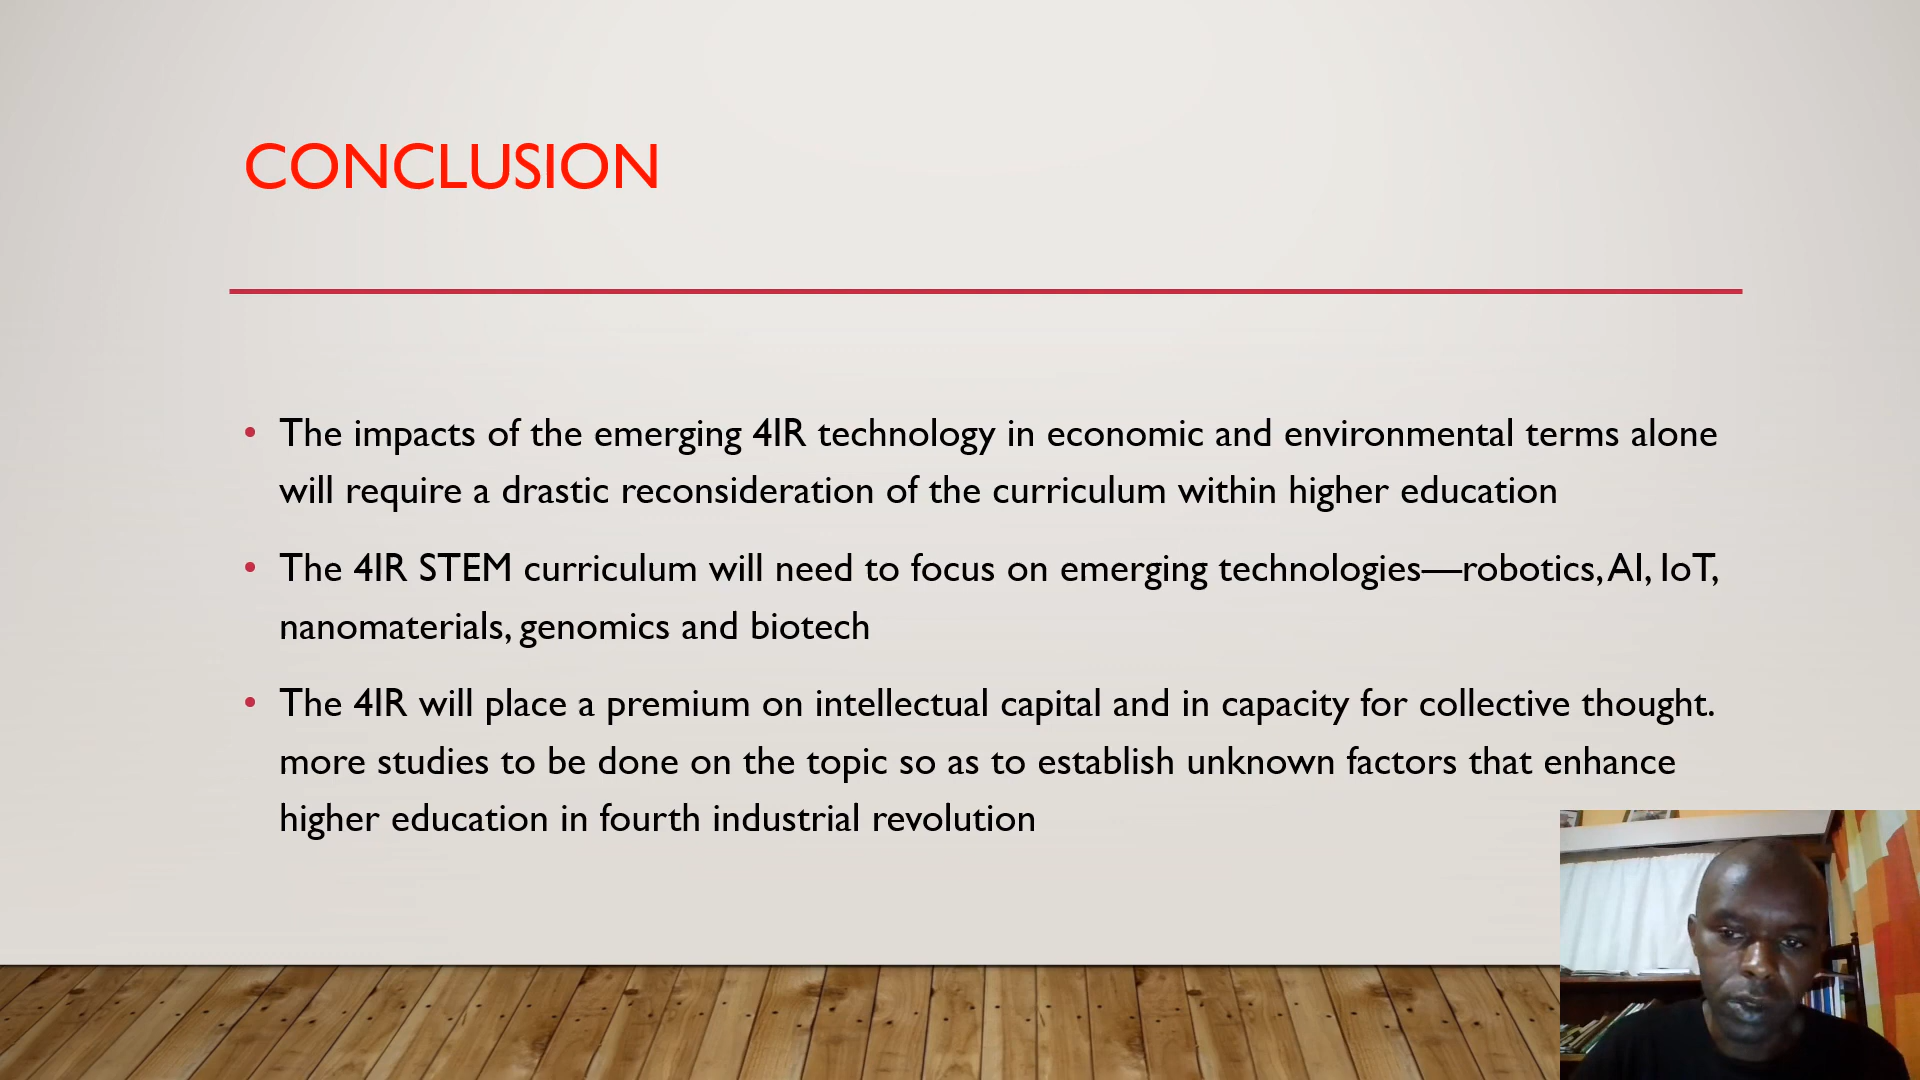 CONCLUSION
• The impacts of the emerging 4IR technology in economic and environmental terms alone
will require a drastic reconsideration of the curriculum within higher education
• The 4IR STEM curriculum will need to focus on emerging technologies—robotics, AI, IoT,
nanomaterials, genomics and biotech
• The 4IR will place a premium on intellectual capital and in capacity for collective thought.
more studies to be done on the topic so as to establish unknown factors that enhance
higher education in fourth industrial revolution